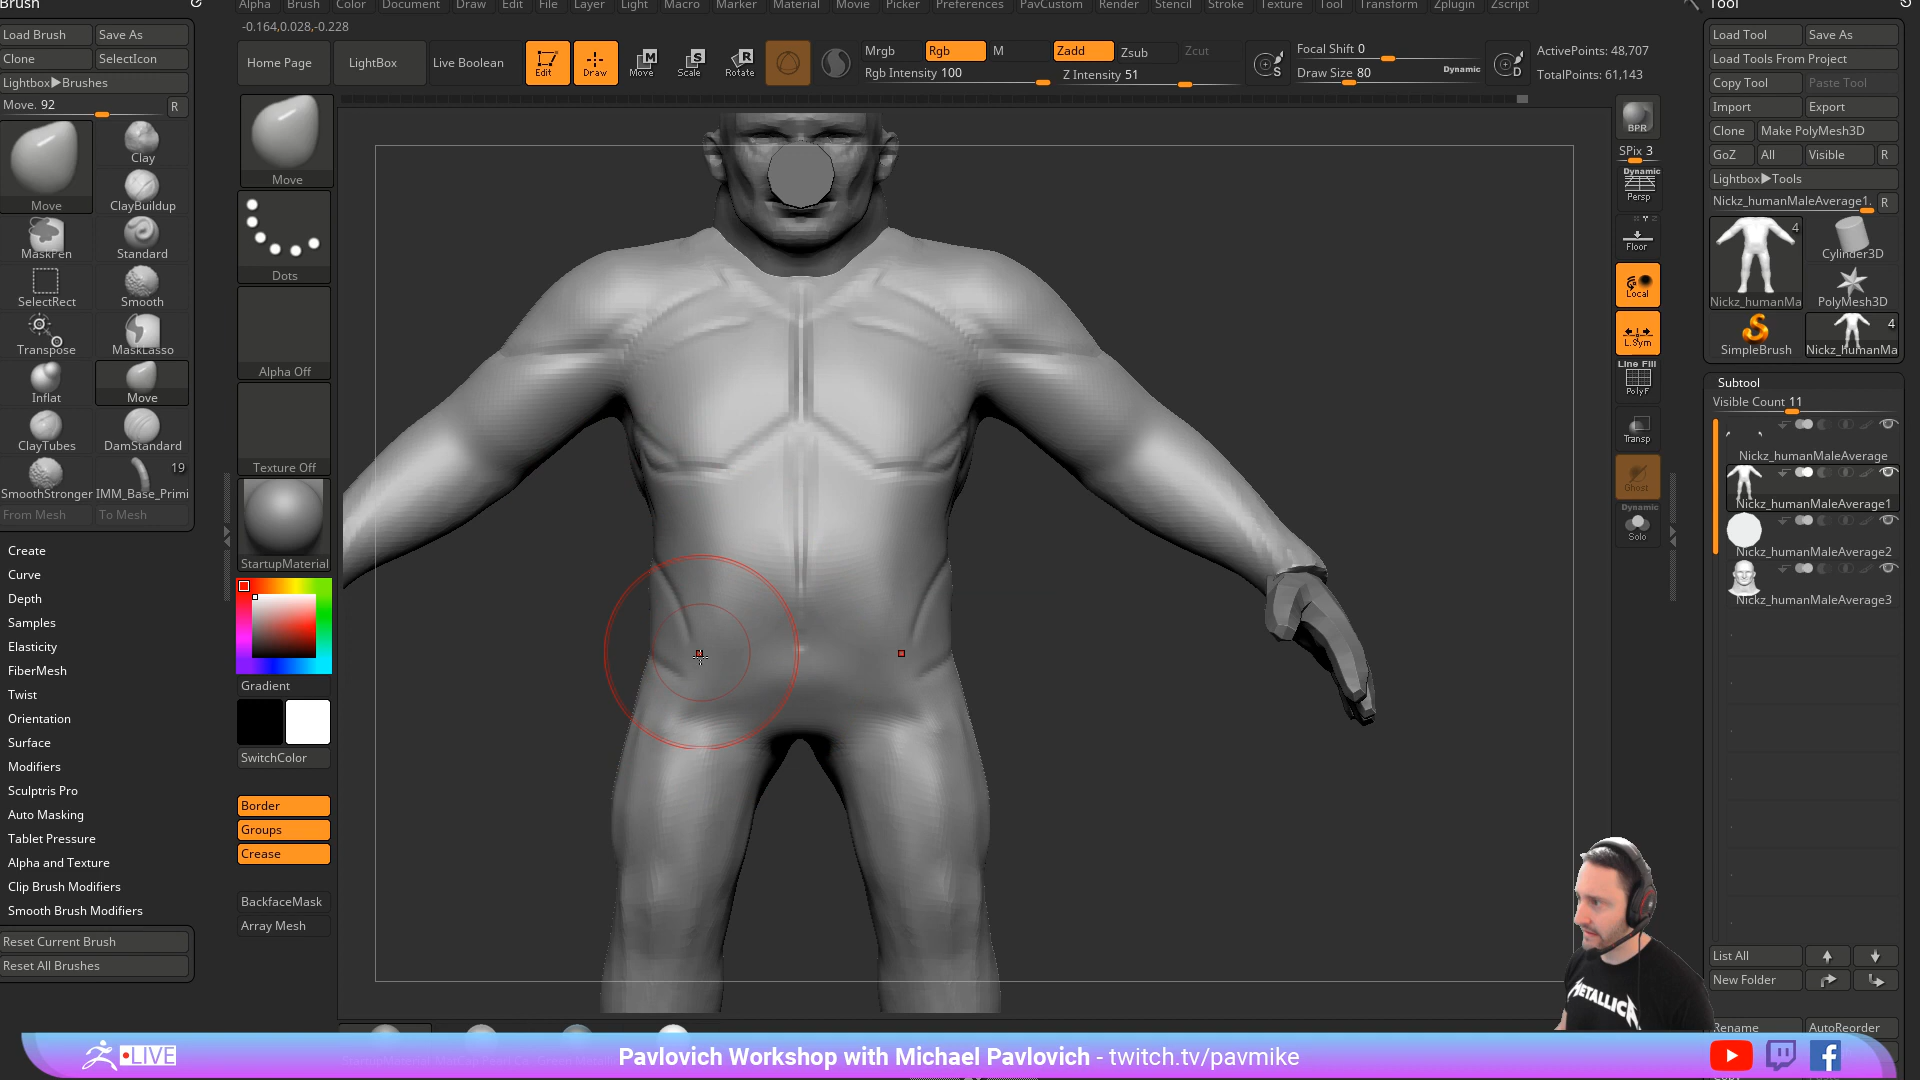 Brush
Load Brush
Save As
Clone
SelectIcon
Lightbox▶Brushes
Move. 92
R
Move
Clay
ClayBuildup
MaskPen
Standard
SelectRect
Smooth
Transpose
MaskLasso
Inflat
Move
ClayTubes
DamStandard
19
SmoothStronger
IMM_Base_Primi
From Mesh
To Mesh
Create
Curve
Depth
Samples
Elasticity
FiberMesh
Twist
Orientation
Surface
Modifiers
Sculptris Pro
Auto Masking
Tablet Pressure
Alpha and Texture
Clip Brush Modifiers
Smooth Brush Modifiers
Reset Current Brush
Reset All Brushes
Alpha
Brush
Color
Document
Draw
Edit
File
Layer
Light
Macro
Marker
Material
Movie
Picker
Preferences
PavCustom
Render
Stencil
Stroke
Texture
Tool
Transform
Zplugin
Zscript
-0.164,0.028,-0.228
Home Page
LightBox
Live Boolean
Edit
Draw
Move
Scale
Rotate
Mrgb
Rgb
M
Rgb Intensity 100
Zadd
Zsub
Zcut
Z Intensity 51
S
Focal Shift 0
Draw Size 80
Dynamic
D
ActivePoints: 48,707
TotalPoints: 61,143
Move
Dots
Alpha Off
Texture Off
StartupMaterial
Gradient
SwitchColor
Border
Groups
Crease
BackfaceMask
Array Mesh
BPR
SPix 3
Dynamic
Persp
Floor
Local
L.Sym
Line Fill
PolyF
Transp
Ghost
Dynamic
Solo
Tool
Load Tool
Save As
Load Tools From Project
Copy Tool
Paste Tool
Import
Export
Clone
Make PolyMesh3D
GoZ
All
Visible
R
Lightbox▶Tools
Nickz_humanMaleAverage1.
R
4
Nickz_humanMa
Cylinder3D
PolyMesh3D
SimpleBrush
4
Nickz_humanMa
Subtool
Visible Count 11
Nickz_humanMaleAverage
Nickz_humanMaleAverage1
Nickz_humanMaleAverage2
Nickz_humanMaleAverage3
List All
New Folder
Rename
AutoReorder
METALLICA
LIVE
Pavlovich Workshop with Michael Pavlovich - twitch.tv/pavmike